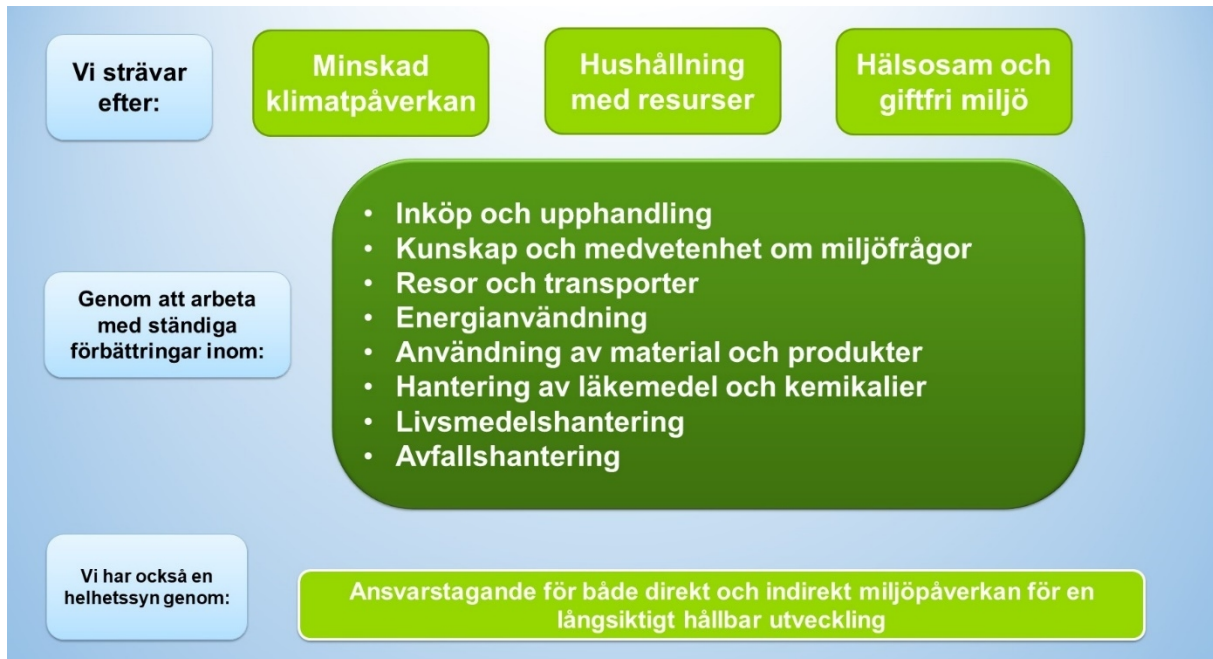 Vi strävar
efter:
Minskad
klimatpåverkan
Hushållning
med resurser
Hälsosam och
giftfri miljö
Genom att arbeta
med ständiga
förbättringar inom:
• Inköp och upphandling
• Kunskap och medvetenhet om miljöfrågor
• Resor och transporter
• Energianvändning
• Användning av material och produkter
• Hantering av läkemedel och kemikalier
• Livsmedelshantering
• Avfallshantering
Vi har också en
helhetssyn genom:
Ansvarstagande för både direkt och indirekt miljöpåverkan för en
långsiktigt hållbar utveckling